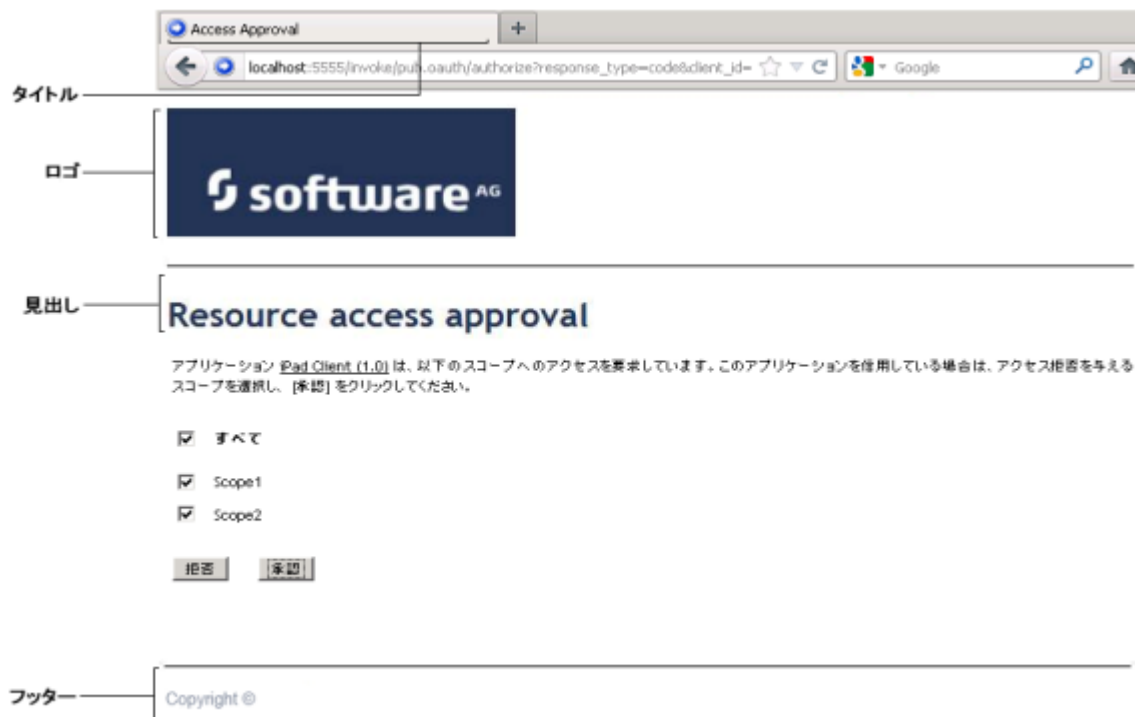 Access Approval
localhost:5555/invoke/pub.oauth/authorize?response_type=code&client_id=
Google
タイトル
ロゴ
software AG
見出し
Resource access approval
アプリケーション iPad Client (1.0) は、以下のスコープへのアクセスを要求しています。このアプリケーションを信用している場合は、アクセス拒否を与える
スコープを選択し、[承認] をクリックしてください。
すべて
Scope1
Scope2
拒否 承認
フッター
Copyright ©